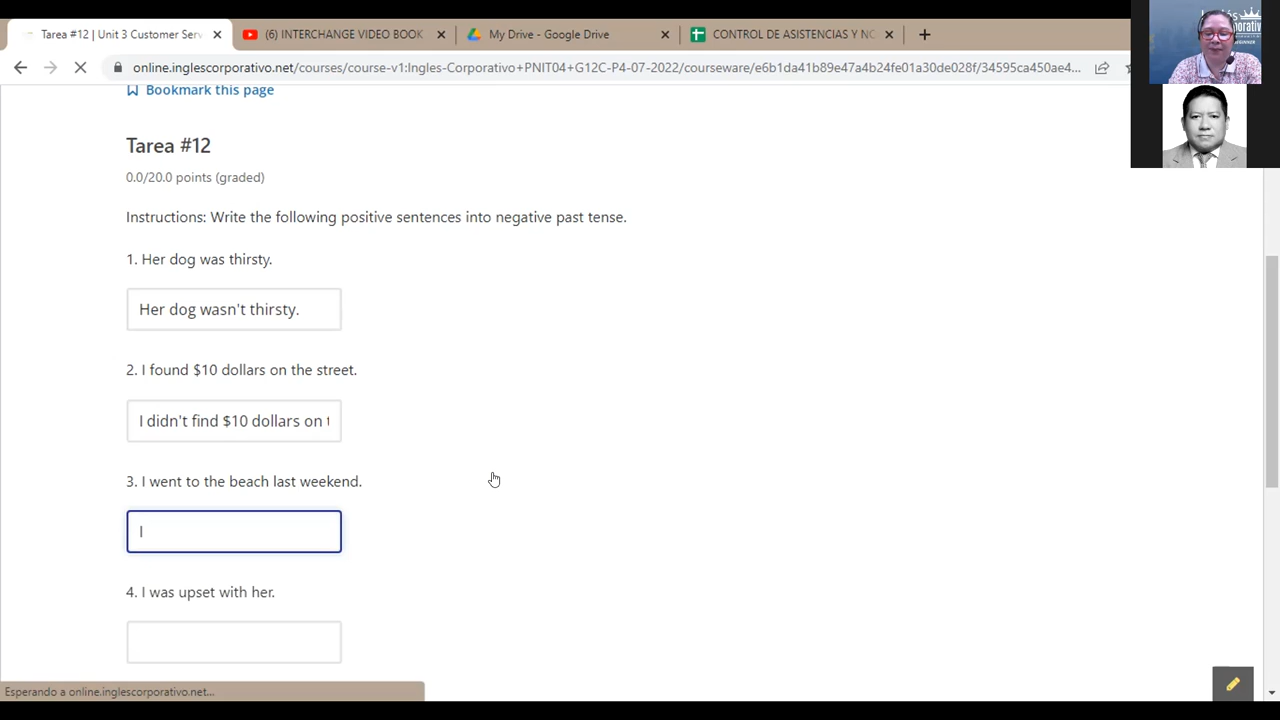 Tarea #12 | Unit 3 Customer Serv
(6) INTERCHANGE VIDEO BOOK
My Drive - Google Drive
CONTROL DE ASISTENCIAS Y NO
online.inglescorporativo.net/courses/course-v1:Ingles-Corporativo+PNIT04+G12C-P4-07-2022/courseware/e6b1da41b89e47a4b24fe01a30de028f/34595ca450ae4...
Bookmark this page
Tarea #12
0.0/20.0 points (graded)
Instructions: Write the following positive sentences into negative past tense.
1. Her dog was thirsty.
Her dog wasn't thirsty.
2. I found $10 dollars on the street.
I didn't find $10 dollars on t
3. I went to the beach last weekend.
I
4. I was upset with her.
Esperando a online.inglescorporativo.net...